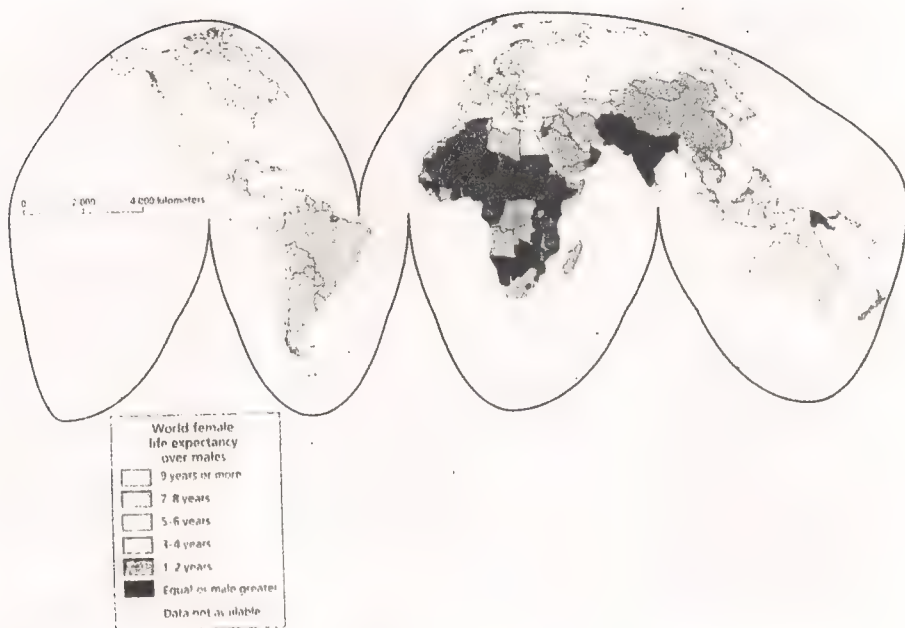 0 2 000 4 000 kilometers
World female
life expectancy
over males
9 years or more
7-8 years
5-6 years
3-4 years
1-2 years
Equal or male greater
Data not available